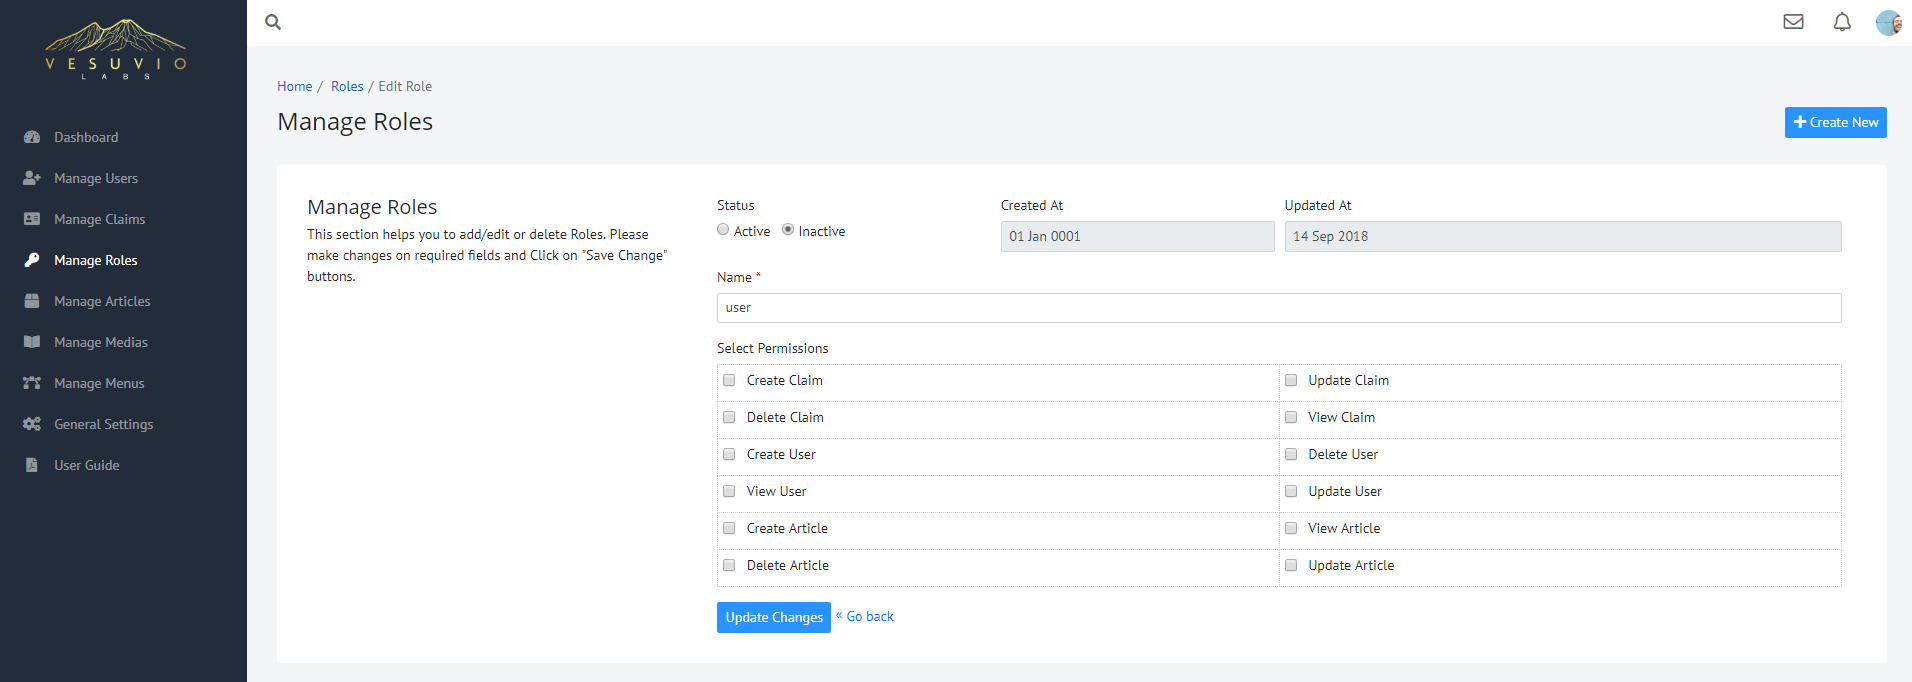 VESUVIO
LABS
Dashboard
Manage Users
Manage Claims
Manage Roles
Manage Articles
Manage Medias
Manage Menus
General Settings
User Guide
Home / Roles / Edit Role
Manage Roles
Create New
Manage Roles
This section helps you to add/edit or delete Roles. Please
make changes on required fields and Click on "Save Change"
buttons.
Status
Active Inactive
Created At
01 Jan 0001
Updated At
14 Sep 2018
Name *
user
Select Permissions
Create Claim
Update Claim
Delete Claim
View Claim
Create User
Delete User
View User
Update User
Create Article
View Article
Delete Article
Update Article
Update Changes « Go back